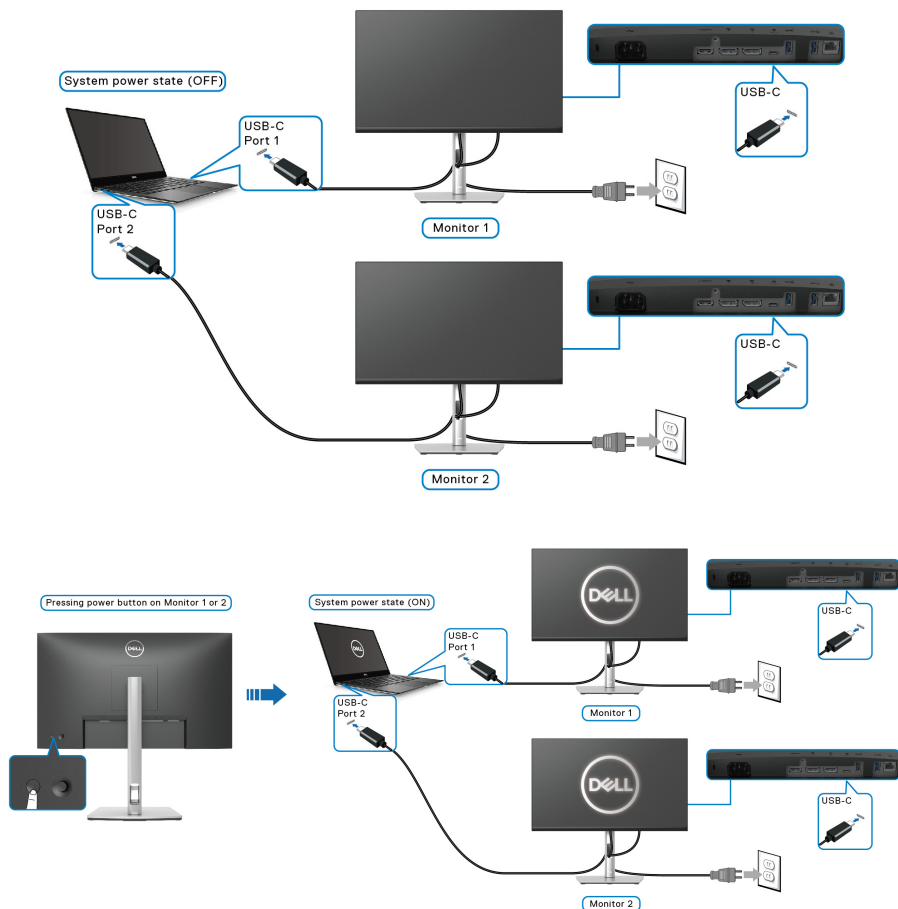 System power state (OFF)
USB-C
Port 1
USB-C
Port 2
USB-C
Monitor 1
USB-C
Monitor 2
Pressing power button on Monitor 1 or 2
DELL
System power state (ON)
DELL
USB-C
Port 1
USB-C
Port 2
DELL
USB-C
Monitor 1
DELL
USB-C
Monitor 2